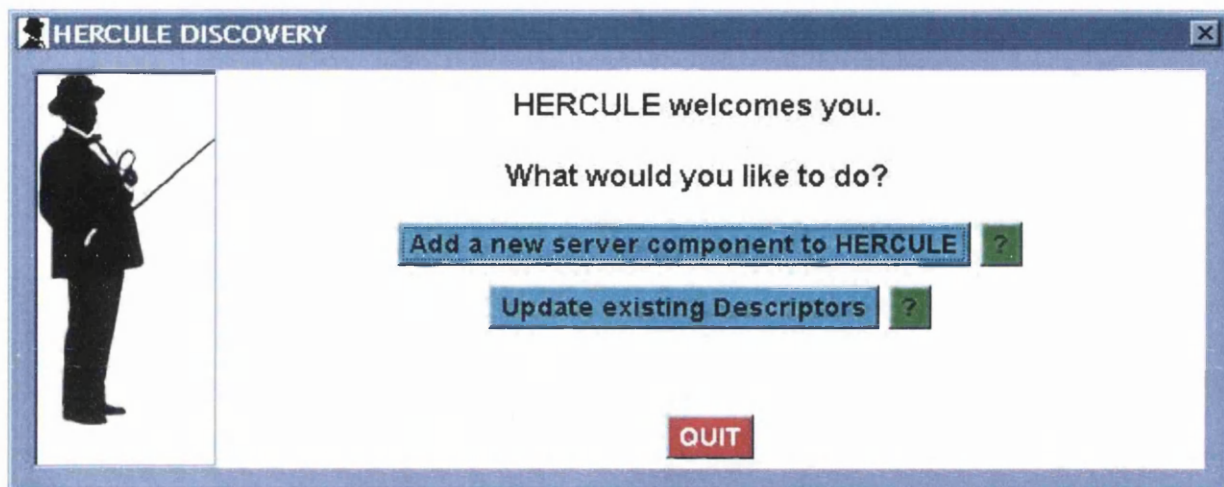 HERCULE DISCOVERY
HERCULE welcomes you.
What would you like to do?
Add a new server component to HERCULE ?
Update existing Descriptors ?
QUIT